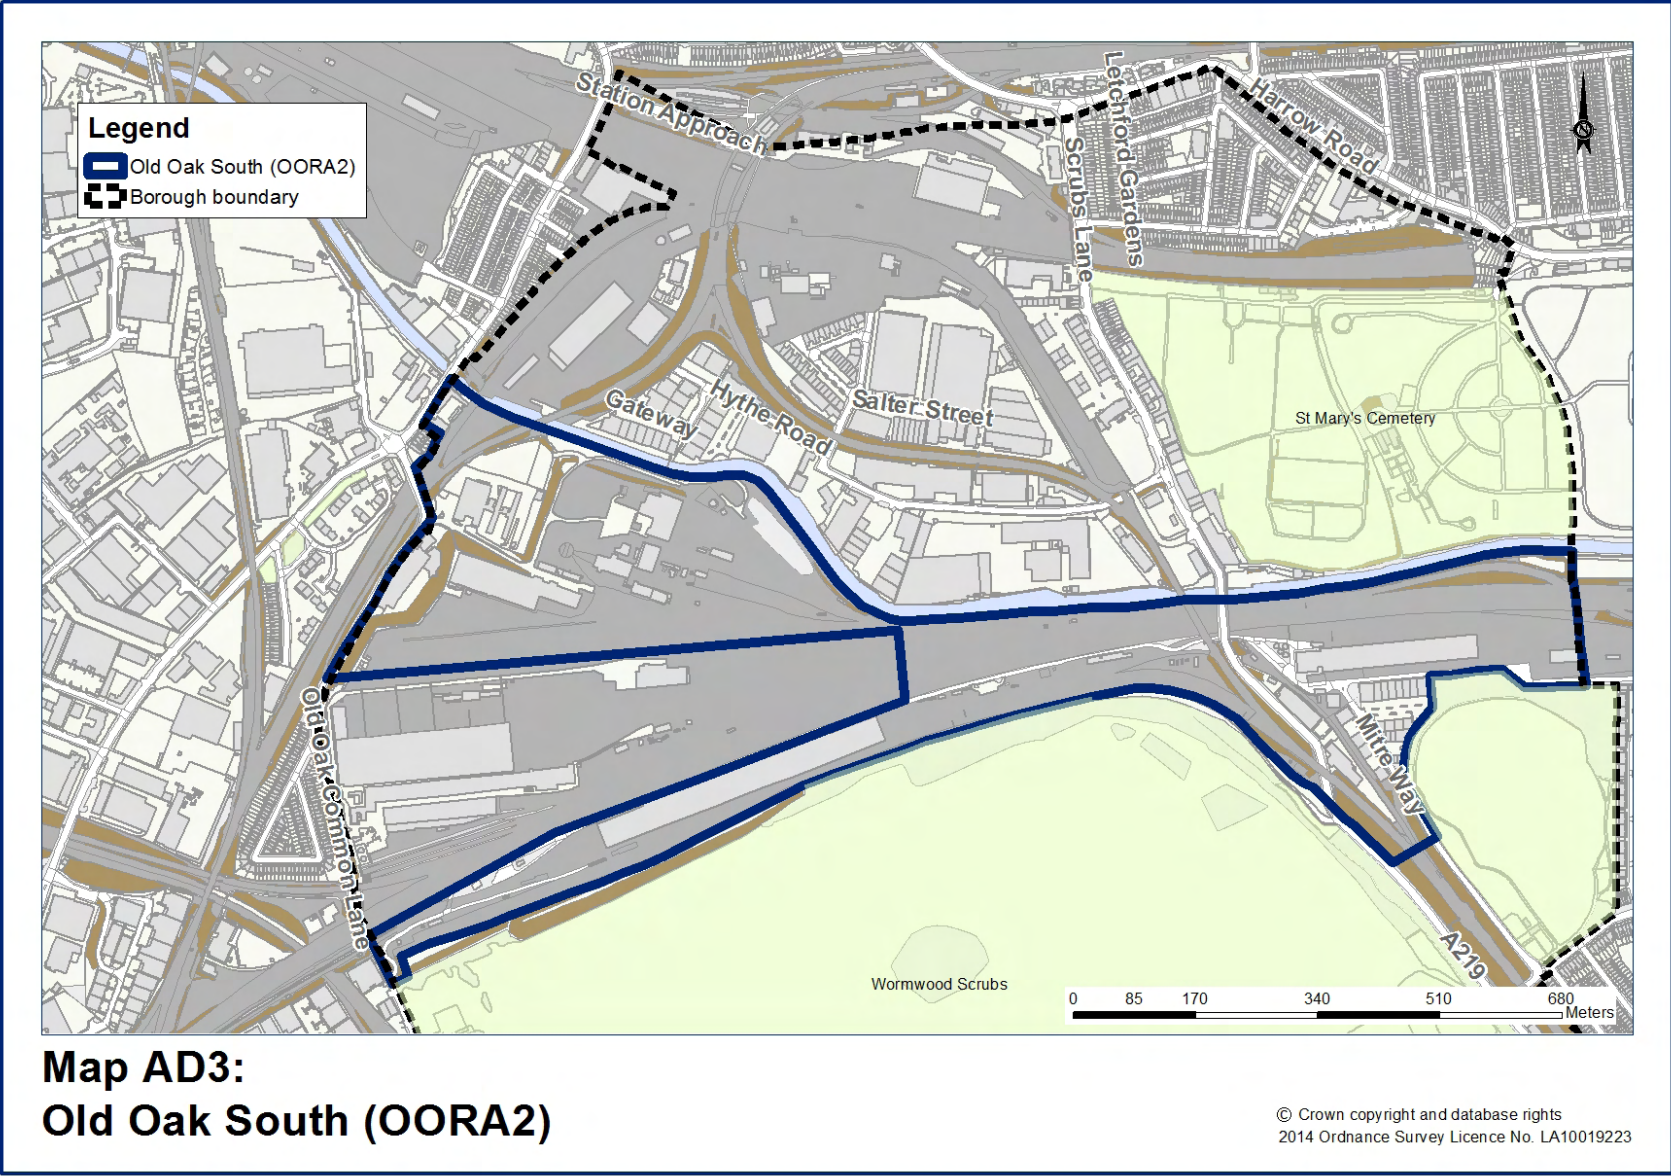 Legend
Old Oak South (OORA2)
Borough boundary
Station Approach
Letchford Gardens
Scrubs Lane
Harrow Road
N
Gateway
Hythe Road
Salter Street
St Mary's Cemetery
Old Oak Common Lane
Mitre Way
A219
Wormwood Scrubs
0 85 170 340 510 680
Meters
Map AD3:
Old Oak South (OORA2)
© Crown copyright and database rights
2014 Ordnance Survey Licence No. LA10019223